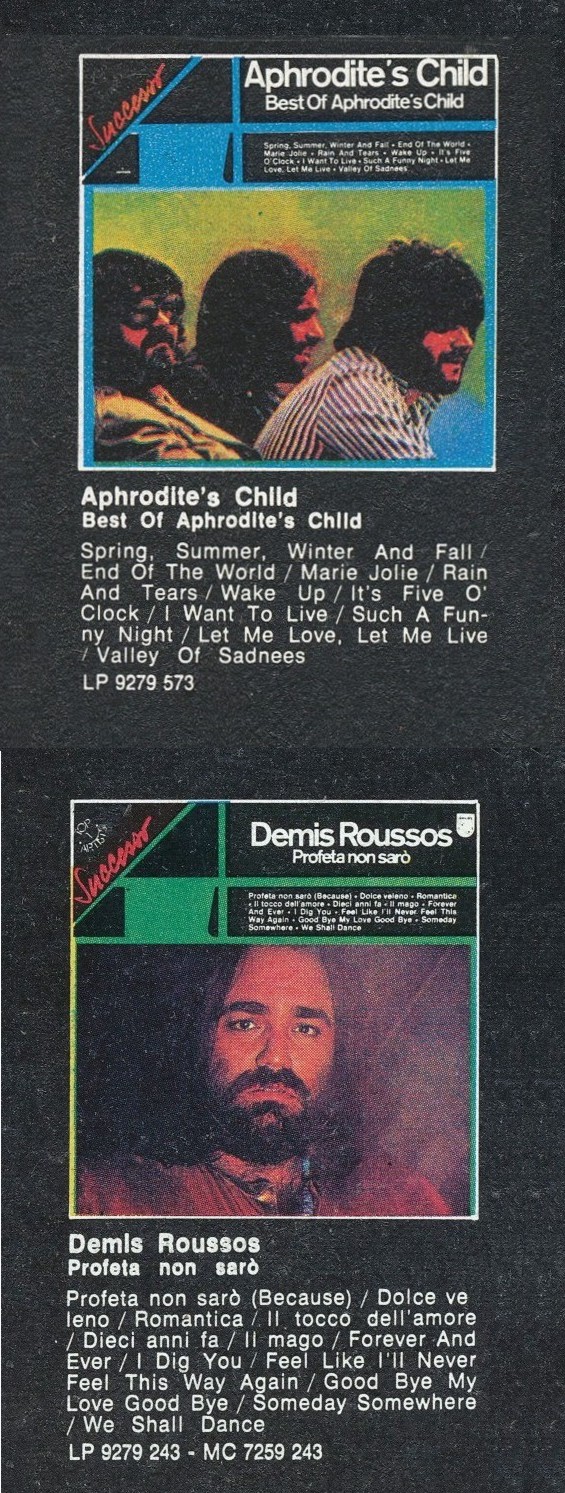 Successo
Aphrodite's Child
Best Of Aphrodite's Child
Spring, Summer, Winter And Fall • End Of The World •
Marie Jolie • Rain And Tears • Wake Up • It's Five
O'Clock • I Want To Live • Such A Funny Night • Let Me
Love, Let Me Live • Valley Of Sadnees
Aphrodite's Child
Best Of Aphrodite's Child
Spring, Summer, Winter And Fall /
End Of The World / Marie Jolie / Rain
And Tears / Wake Up / It's Five O'
Clock / I Want To Live / Such A Fun-
ny Night / Let Me Love, Let Me Live
/ Valley Of Sadnees
LP 9279 573
TOP
ARTISTS
Successo
Demis Roussos
Profeta non sarò
Profeta non sarò (Because) • Dolce veleno • Romantica
• Il tocco dell'amore • Dieci anni fa • Il mago • Forever
And Ever • I Dig You • Feel Like I'll Never Feel This
Way Again • Good Bye My Love Good Bye • Someday
Somewhere • We Shall Dance
Demis Roussos
Profeta non sarò
Profeta non sarò (Because) / Dolce ve
leno / Romantica / Il tocco dell'amore
/ Dieci anni fa / Il mago / Forever And
Ever / I Dig You / Feel Like I'll Never
Feel This Way Again / Good Bye My
Love Good Bye / Someday Somewhere
/ We Shall Dance
LP 9279 243 - MC 7259 243